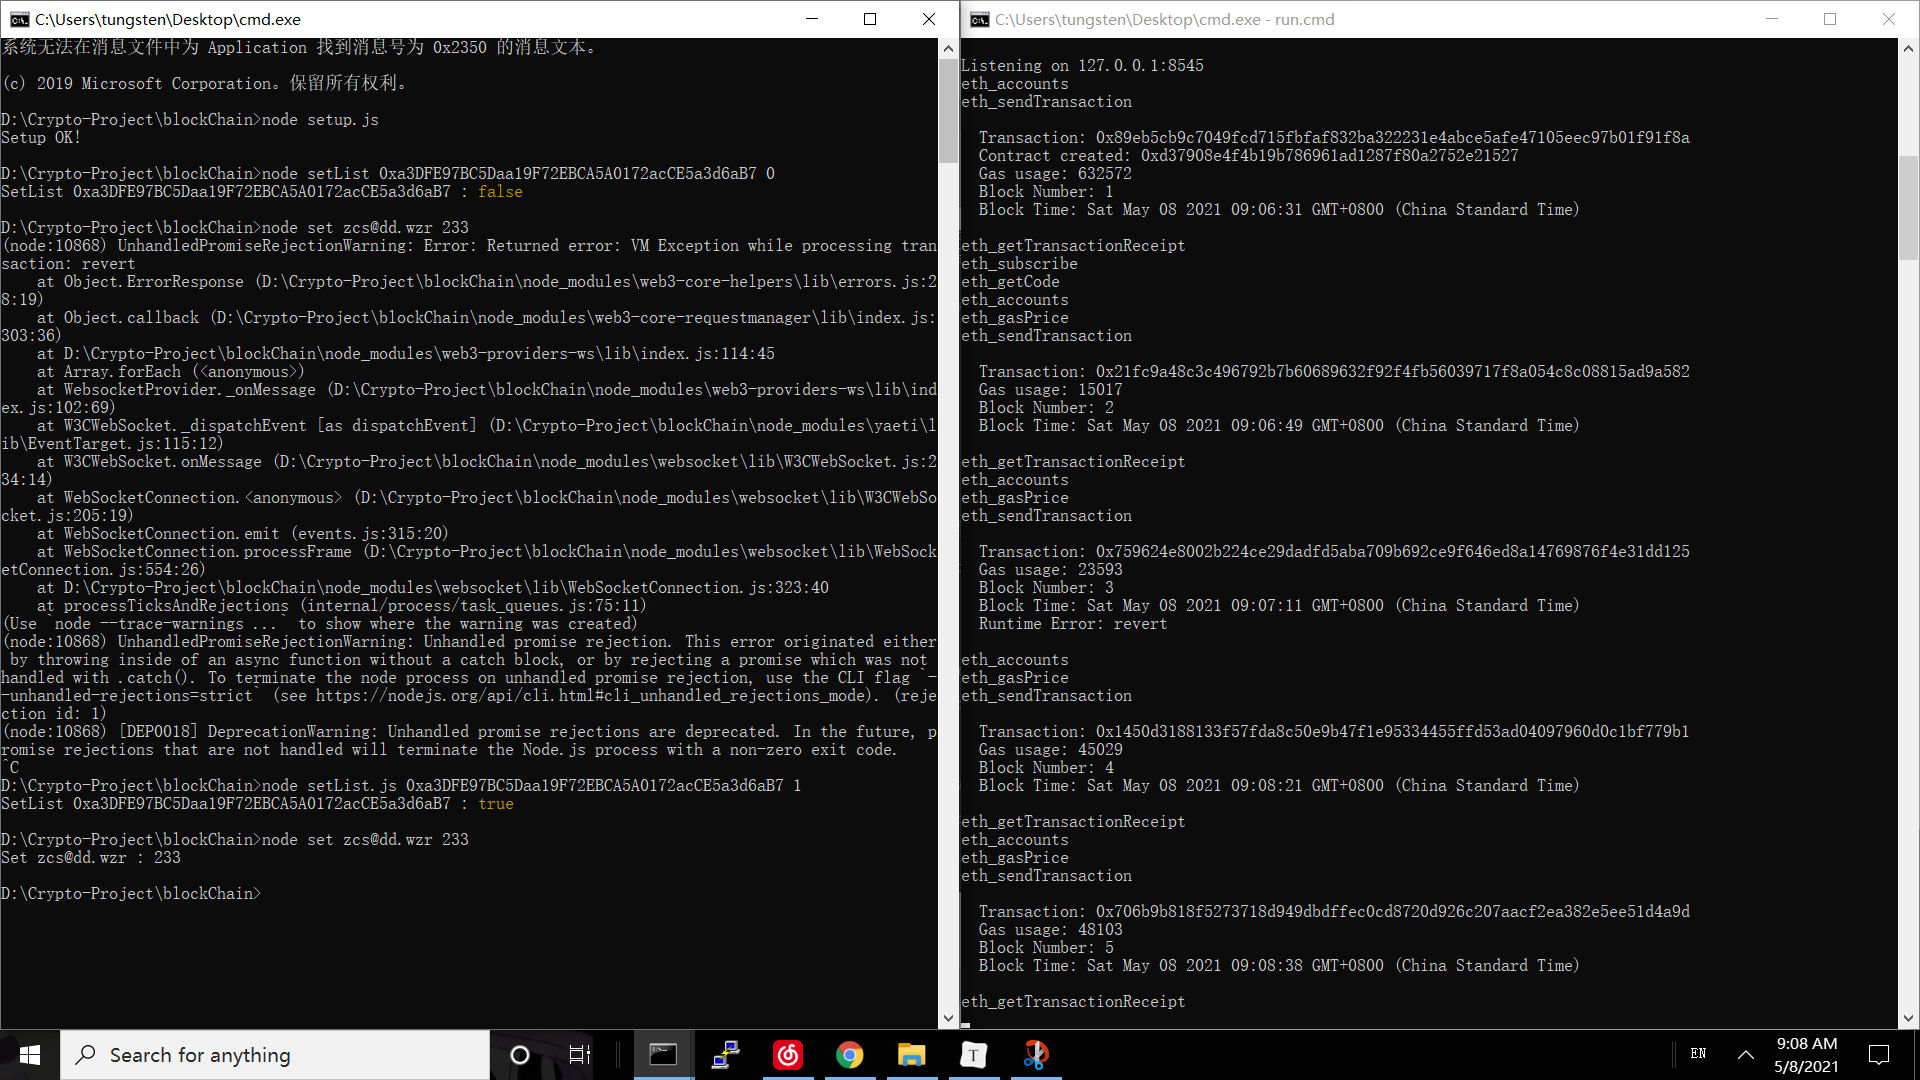 C:\Users\tungsten\Desktop\cmd.exe
系统无法在消息文件中为 Application 找到消息号为 0x2350 的消息文本。
(c) 2019 Microsoft Corporation。保留所有权利。
D:\Crypto-Project\blockChain>node setup.js
Setup OK!
D:\Crypto-Project\blockChain>node setList 0xa3DFE97BC5Daa19F72EBCA5A0172acCE5a3d6aB7 0
SetList 0xa3DFE97BC5Daa19F72EBCA5A0172acCE5a3d6aB7 : false
D:\Crypto-Project\blockChain>node set zcs@dd.wzr 233
(node:10868) UnhandledPromiseRejectionWarning: Error: Returned error: VM Exception while processing tran
saction: revert
    at Object.ErrorResponse (D:\Crypto-Project\blockChain\node_modules\web3-core-helpers\lib\errors.js:2
8:19)
    at Object.callback (D:\Crypto-Project\blockChain\node_modules\web3-core-requestmanager\lib\index.js:
303:36)
    at D:\Crypto-Project\blockChain\node_modules\web3-providers-ws\lib\index.js:114:45
    at Array.forEach (<anonymous>)
    at WebsocketProvider._onMessage (D:\Crypto-Project\blockChain\node_modules\web3-providers-ws\lib\ind
ex.js:102:69)
    at W3CWebSocket._dispatchEvent [as dispatchEvent] (D:\Crypto-Project\blockChain\node_modules\yaeti\l
ib\EventTarget.js:115:12)
    at W3CWebSocket.onMessage (D:\Crypto-Project\blockChain\node_modules\websocket\lib\W3CWebSocket.js:2
34:14)
    at WebSocketConnection.<anonymous> (D:\Crypto-Project\blockChain\node_modules\websocket\lib\W3CWebSo
cket.js:205:19)
    at WebSocketConnection.emit (events.js:315:20)
    at WebSocketConnection.processFrame (D:\Crypto-Project\blockChain\node_modules\websocket\lib\WebSock
etConnection.js:554:26)
    at D:\Crypto-Project\blockChain\node_modules\websocket\lib\WebSocketConnection.js:323:40
    at processTicksAndRejections (internal/process/task_queues.js:75:11)
(Use `node --trace-warnings ...` to show where the warning was created)
(node:10868) UnhandledPromiseRejectionWarning: Unhandled promise rejection. This error originated either
 by throwing inside of an async function without a catch block, or by rejecting a promise which was not
handled with .catch(). To terminate the node process on unhandled promise rejection, use the CLI flag `-
-unhandled-rejections=strict` (see https://nodejs.org/api/cli.html#cli_unhandled_rejections_mode). (reje
ction id: 1)
(node:10868) [DEP0018] DeprecationWarning: Unhandled promise rejections are deprecated. In the future, p
romise rejections that are not handled will terminate the Node.js process with a non-zero exit code.
^C
D:\Crypto-Project\blockChain>node setList.js 0xa3DFE97BC5Daa19F72EBCA5A0172acCE5a3d6aB7 1
SetList 0xa3DFE97BC5Daa19F72EBCA5A0172acCE5a3d6aB7 : true
D:\Crypto-Project\blockChain>node set zcs@dd.wzr 233
Set zcs@dd.wzr : 233
D:\Crypto-Project\blockChain>
C:\Users\tungsten\Desktop\cmd.exe - run.cmd
Listening on 127.0.0.1:8545
eth_accounts
eth_sendTransaction
  Transaction: 0x89eb5cb9c7049fcd715fbfaf832ba322231e4abce5afe47105eec97b01f91f8a
  Contract created: 0xd37908e4f4b19b786961ad1287f80a2752e21527
  Gas usage: 632572
  Block Number: 1
  Block Time: Sat May 08 2021 09:06:31 GMT+0800 (China Standard Time)
eth_getTransactionReceipt
eth_subscribe
eth_getCode
eth_accounts
eth_gasPrice
eth_sendTransaction
  Transaction: 0x21fc9a48c3c496792b7b60689632f92f4fb56039717f8a054c8c08815ad9a582
  Gas usage: 15017
  Block Number: 2
  Block Time: Sat May 08 2021 09:06:49 GMT+0800 (China Standard Time)
eth_getTransactionReceipt
eth_accounts
eth_gasPrice
eth_sendTransaction
  Transaction: 0x759624e8002b224ce29dadfd5aba709b692ce9f646ed8a14769876f4e31dd125
  Gas usage: 23593
  Block Number: 3
  Block Time: Sat May 08 2021 09:07:11 GMT+0800 (China Standard Time)
  Runtime Error: revert
eth_accounts
eth_gasPrice
eth_sendTransaction
  Transaction: 0x1450d3188133f57fda8c50e9b47f1e95334455ffd53ad04097960d0c1bf779b1
  Gas usage: 45029
  Block Number: 4
  Block Time: Sat May 08 2021 09:08:21 GMT+0800 (China Standard Time)
eth_getTransactionReceipt
eth_accounts
eth_gasPrice
eth_sendTransaction
  Transaction: 0x706b9b818f5273718d949dbdffec0cd8720d926c207aacf2ea382e5ee51d4a9d
  Gas usage: 48103
  Block Number: 5
  Block Time: Sat May 08 2021 09:08:38 GMT+0800 (China Standard Time)
eth_getTransactionReceipt
Search for anything
T
EN
9:08 AM
5/8/2021